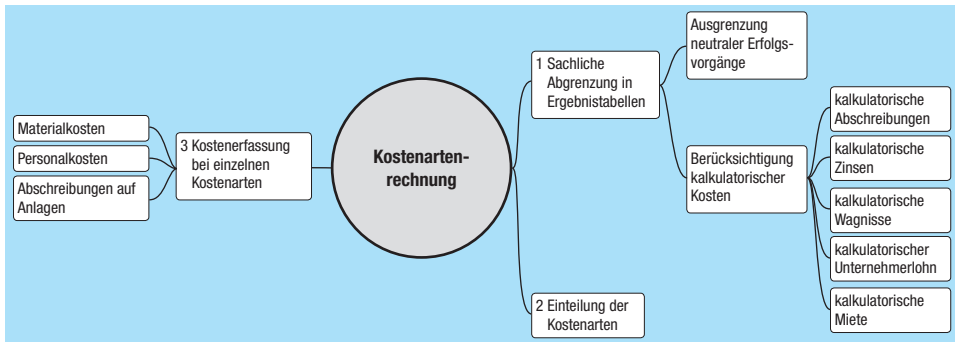 Kostenarten-
rechnung
1 Sachliche
Abgrenzung in
Ergebnistabellen
Ausgrenzung
neutraler Erfolgs-
vorgänge
Berücksichtigung
kalkulatorischer
Kosten
kalkulatorische
Abschreibungen
kalkulatorische
Zinsen
kalkulatorische
Wagnisse
kalkulatorischer
Unternehmerlohn
kalkulatorische
Miete
2 Einteilung der
Kostenarten
3 Kostenerfassung
bei einzelnen
Kostenarten
Materialkosten
Personalkosten
Abschreibungen auf
Anlagen